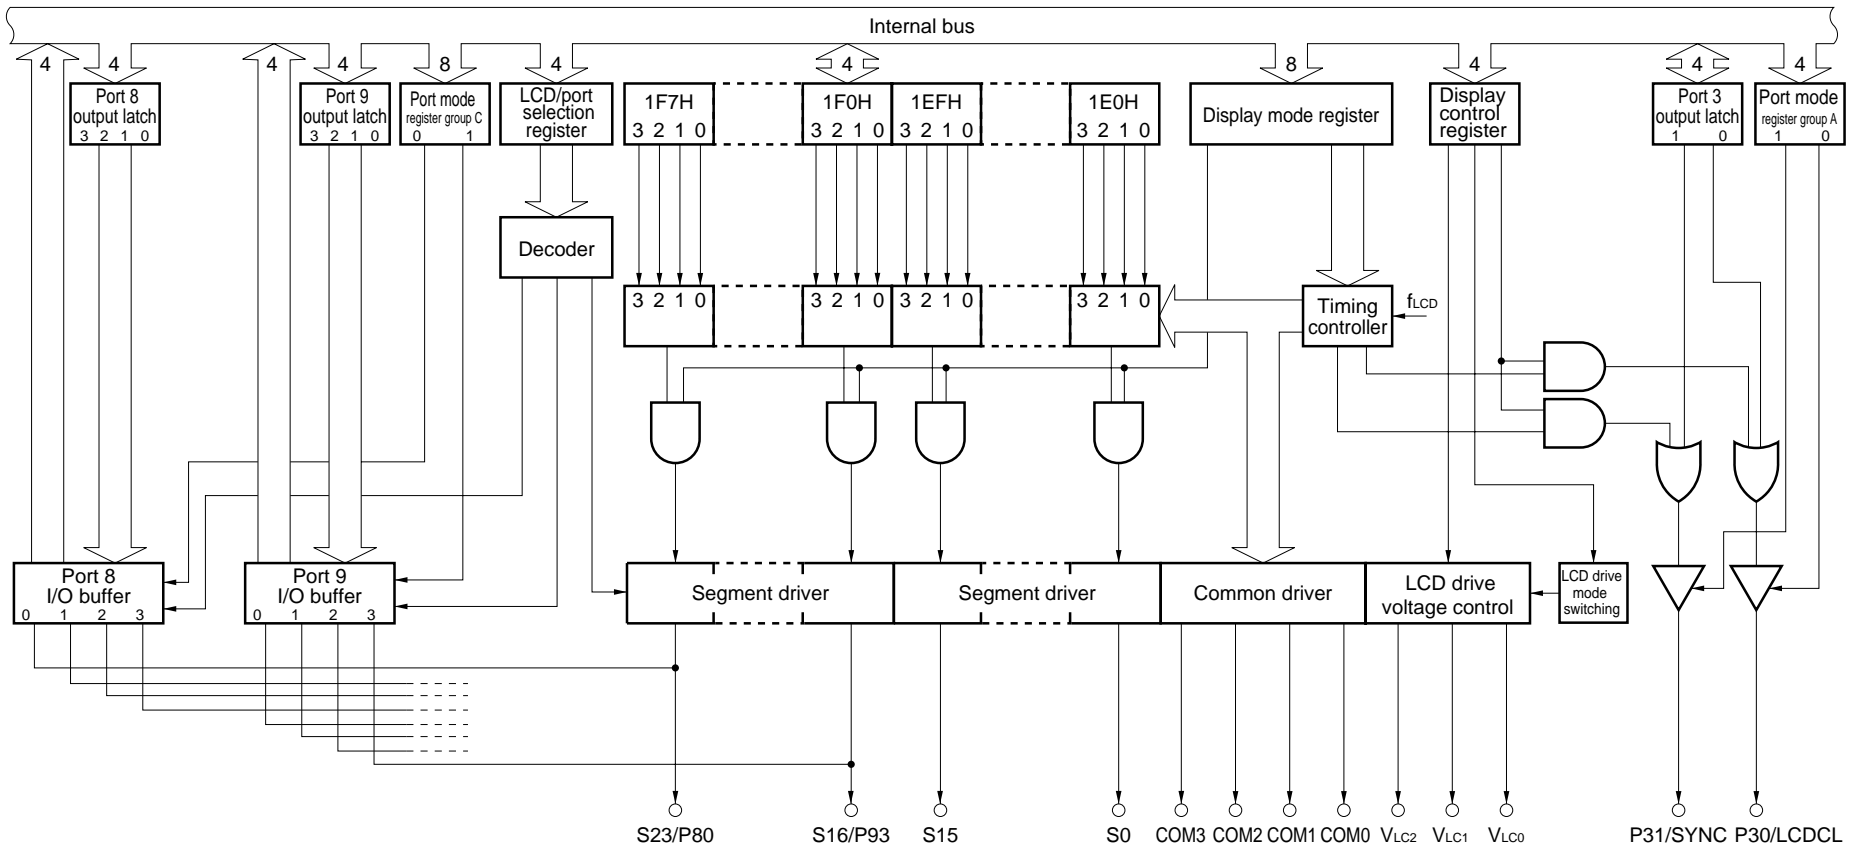 Internal bus
4 4 4 4 8 4 4 8 4 4 4
Port 8
output latch
3 2 1 0
Port 9
output latch
3 2 1 0
Port mode
register group C
0 1
LCD/port
selection
register
1F7H
3 2 1 0
1F0H
3 2 1 0
1EFH
3 2 1 0
1E0H
3 2 1 0
Display mode register
Display
control
register
Port 3
output latch
1 0
Port mode
register group A
1 0
Decoder
3 2 1 0
3 2 1 0
3 2 1 0
3 2 1 0
Timing
controller
fLCD
Port 8
I/O buffer
0 1 2 3
Port 9
I/O buffer
0 1 2 3
Segment driver
Segment driver
Common driver
LCD drive
voltage control
LCD drive
mode
switching
S23/P80 S16/P93 S15 S0 COM3 COM2 COM1 COM0 VLC2 VLC1 VLC0 P31/SYNC P30/LCDCL